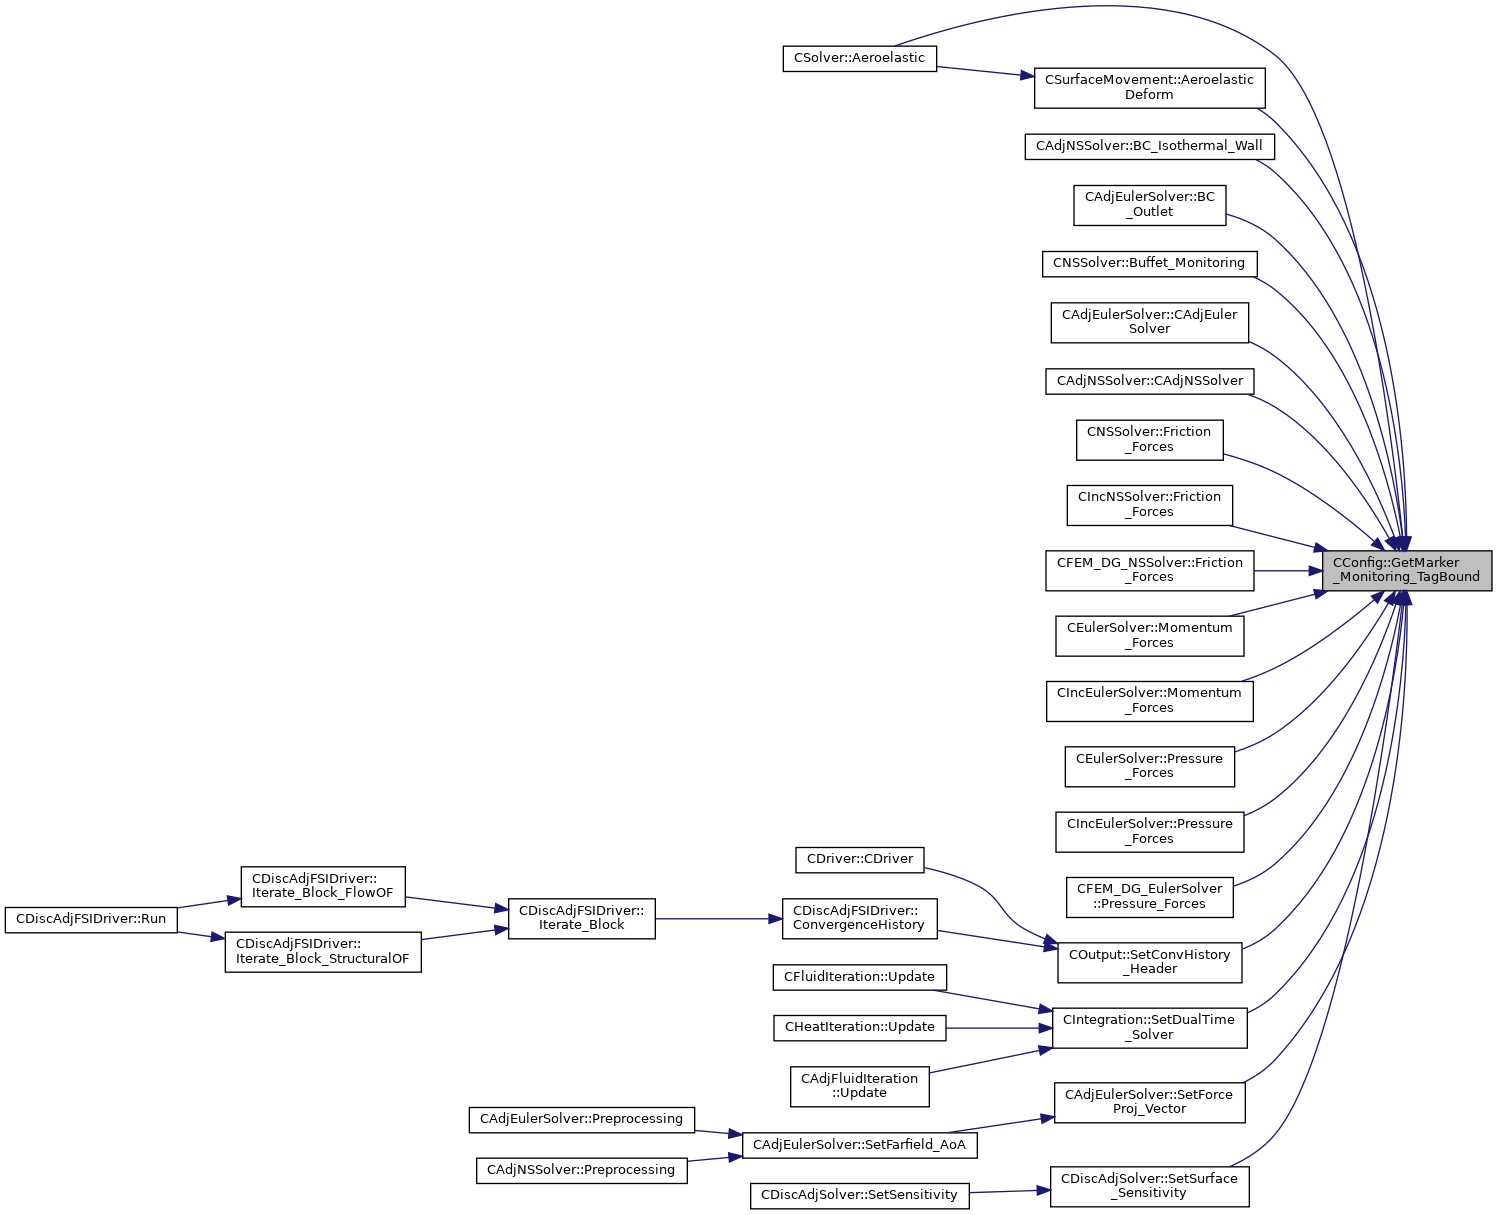 CSolver::Aeroelastic
CSurfaceMovement::Aeroelastic
Deform
CAdjNSSolver::BC_Isothermal_Wall
CAdjEulerSolver::BC
_Outlet
CNSSolver::Buffet_Monitoring
CAdjEulerSolver::CAdjEuler
Solver
CAdjNSSolver::CAdjNSSolver
CNSSolver::Friction
_Forces
CIncNSSolver::Friction
_Forces
CFEM_DG_NSSolver::Friction
_Forces
CConfig::GetMarker
_Monitoring_TagBound
CEulerSolver::Momentum
_Forces
CIncEulerSolver::Momentum
_Forces
CEulerSolver::Pressure
_Forces
CIncEulerSolver::Pressure
_Forces
CFEM_DG_EulerSolver
::Pressure_Forces
CDriver::CDriver
CDiscAdjFSIDriver::
ConvergenceHistory
CDiscAdjFSIDriver::
Iterate_Block
CDiscAdjFSIDriver::
Iterate_Block_FlowOF
CDiscAdjFSIDriver::Run
CDiscAdjFSIDriver::
Iterate_Block_StructuralOF
COutput::SetConvHistory
_Header
CFluidIteration::Update
CHeatIteration::Update
CIntegration::SetDualTime
_Solver
CAdjFluidIteration
::Update
CAdjEulerSolver::SetForce
Proj_Vector
CAdjEulerSolver::Preprocessing
CAdjEulerSolver::SetFarfield_AoA
CAdjNSSolver::Preprocessing
CDiscAdjSolver::SetSurface
_Sensitivity
CDiscAdjSolver::SetSensitivity